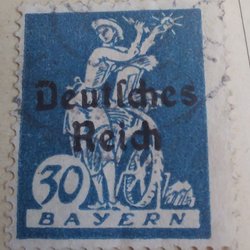 Deutsches
Reich
30
BAYERN